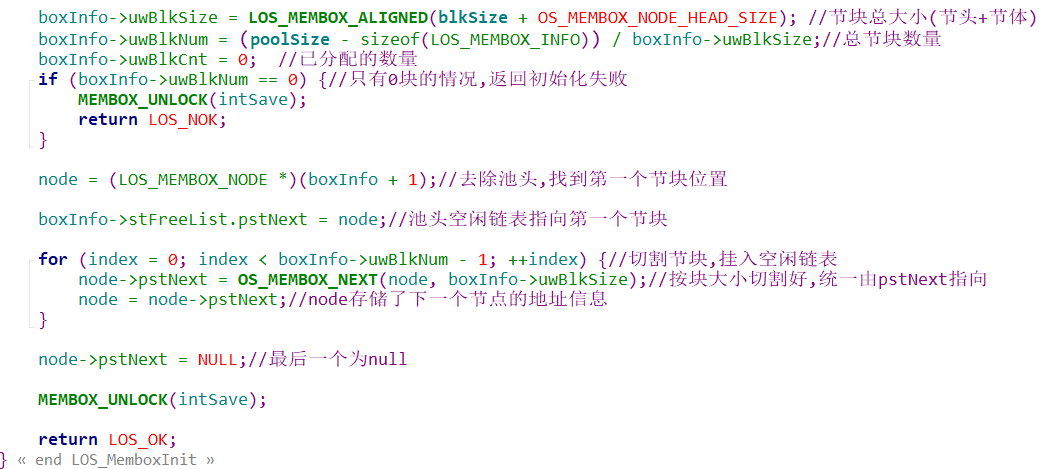 boxInfo->uwBlkSize = LOS_MEMBOX_ALIGNED(blkSize + OS_MEMBOX_NODE_HEAD_SIZE); //节块总大小(节头+节体)
boxInfo->uwBlkNum = (poolSize - sizeof(LOS_MEMBOX_INFO)) / boxInfo->uwBlkSize;//总节块数量
boxInfo->uwBlkCnt = 0;  //已分配的数量
if (boxInfo->uwBlkNum == 0) {//只有0块的情况,返回初始化失败
    MEMBOX_UNLOCK(intSave);
    return LOS_NOK;
}
node = (LOS_MEMBOX_NODE *)(boxInfo + 1);//去除池头,找到第一个节块位置
boxInfo->stFreeList.pstNext = node;//池头空闲链表指向第一个节块
for (index = 0; index < boxInfo->uwBlkNum - 1; ++index) {//切割节块,挂入空闲链表
    node->pstNext = OS_MEMBOX_NEXT(node, boxInfo->uwBlkSize);//按块大小切割好,统一由pstNext指向
    node = node->pstNext;//node存储了下一个节点的地址信息
}
node->pstNext = NULL;//最后一个为null
MEMBOX_UNLOCK(intSave);
return LOS_OK;
} « end LOS_MemboxInit »